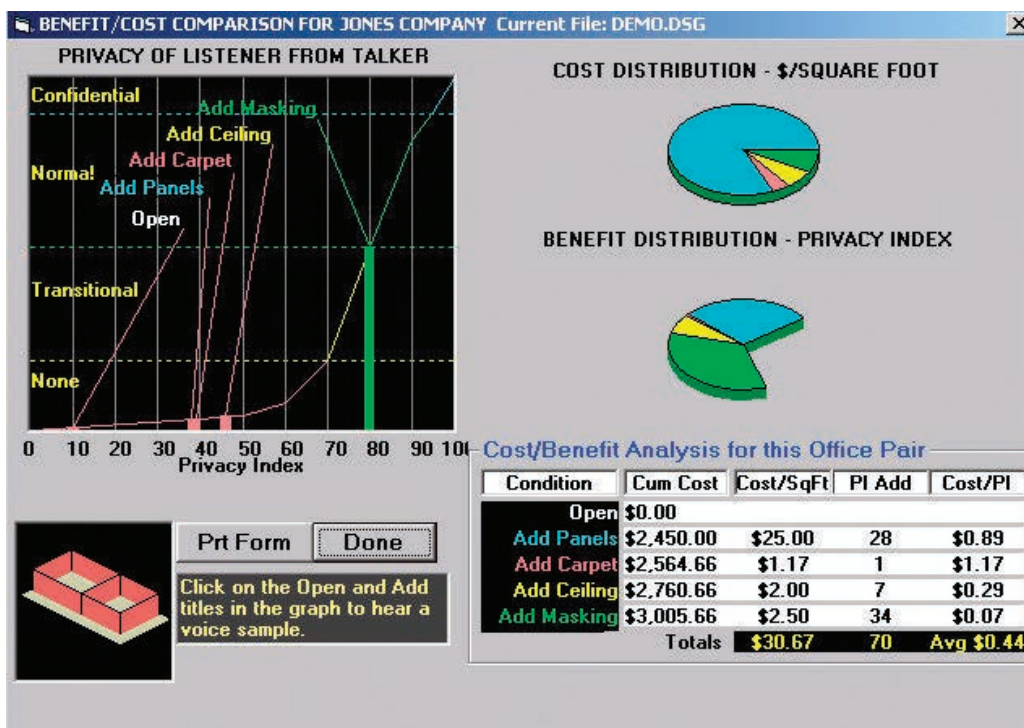 BENEFIT/COST COMPARISON FOR JONES COMPANY Current File: DEMO.DSG
PRIVACY OF LISTENER FROM TALKER
Confidential
Add Masking
Add Ceiling
Normal
Add Carpet
Add Panels
Open
Transitional
None
0 10 20 30 40 50 60 70 80 90 100
Privacy Index
COST DISTRIBUTION - $/SQUARE FOOT
BENEFIT DISTRIBUTION - PRIVACY INDEX
Cost/Benefit Analysis for this Office Pair
Condition Cum Cost Cost/SqFt PI Add Cost/PI
Open $0.00
Add Panels $2,450.00 $25.00 28 $0.89
Add Carpet $2,564.66 $1.17 1 $1.17
Add Ceiling $2,760.66 $2.00 7 $0.29
Add Masking $3,005.66 $2.50 34 $0.07
Totals $30.67 70 Avg $0.44
Prt Form Done
Click on the Open and Add
titles in the graph to hear a
voice sample.